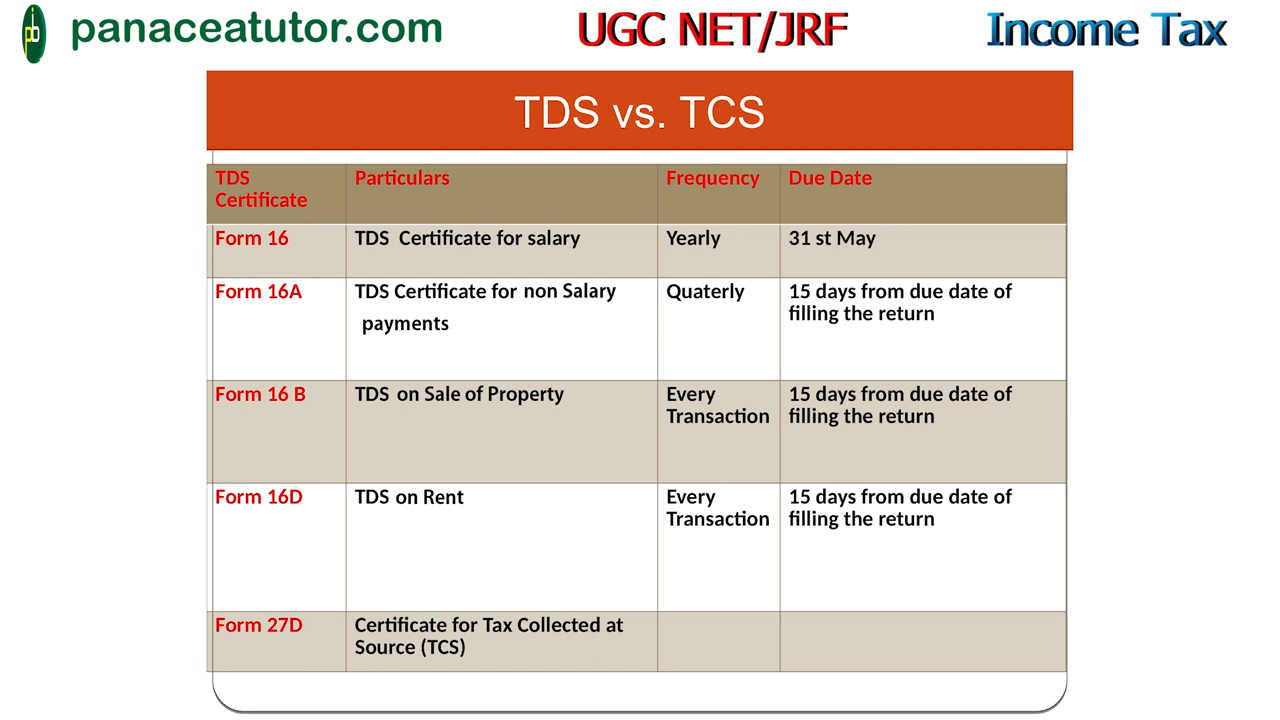 pb panaceatutor.com UGC NET/JRF Income Tax
TDS vs. TCS
TDS
Certificate
Particulars
Frequency
Due Date
Form 16
TDS Certificate for salary
Yearly
31 st May
Form 16A
TDS Certificate for non Salary
payments
Quaterly
15 days from due date of
filling the return
Form 16 B
TDS on Sale of Property
Every
Transaction
15 days from due date of
filling the return
Form 16D
TDS on Rent
Every
Transaction
15 days from due date of
filling the return
Form 27D
Certificate for Tax Collected at
Source (TCS)